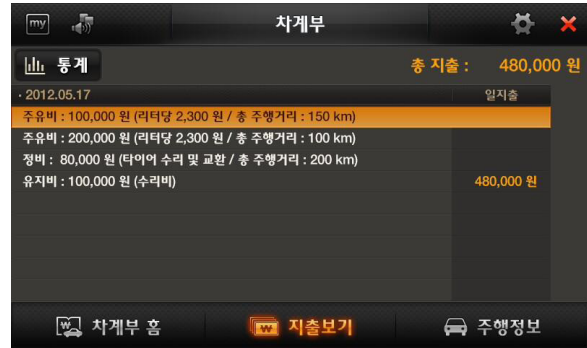 my
차계부
통계
총 지출 : 480,000 원
· 2012.05.17 일지출
주유비 : 100,000 원 (리터당 2,300 원 / 총 주행거리 : 150 km)
주유비 : 200,000 원 (리터당 2,300 원 / 총 주행거리 : 100 km)
정비 : 80,000 원 (타이어 수리 및 교환 / 총 주행거리 : 200 km)
유지비 : 100,000 원 (수리비) 480,000 원
차계부 홈 지출보기 주행정보